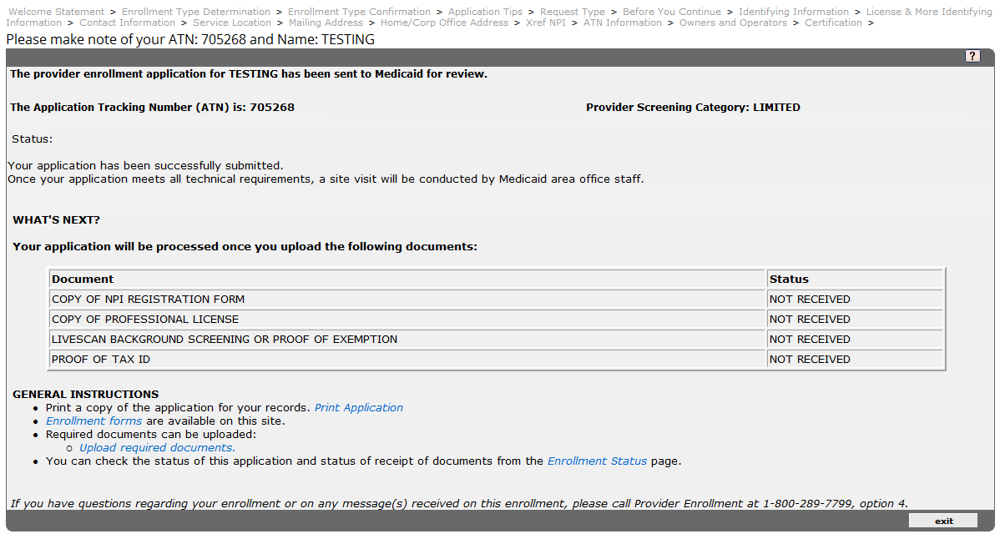 Welcome Statement > Enrollment Type Determination > Enrollment Type Confirmation > Application Tips > Request Type > Before You Continue > Identifying Information > License & More Identifying
Information > Contact Information > Service Location > Mailing Address > Home/Corp Office Address > Xref NPI > ATN Information > Owners and Operators > Certification >
Please make note of your ATN: 705268 and Name: TESTING
?
The provider enrollment application for TESTING has been sent to Medicaid for review.
The Application Tracking Number (ATN) is: 705268 Provider Screening Category: LIMITED
Status:
Your application has been successfully submitted.
Once your application meets all technical requirements, a site visit will be conducted by Medicaid area office staff.
WHAT'S NEXT?
Your application will be processed once you upload the following documents:
Document Status
COPY OF NPI REGISTRATION FORM NOT RECEIVED
COPY OF PROFESSIONAL LICENSE NOT RECEIVED
LIVESCAN BACKGROUND SCREENING OR PROOF OF EXEMPTION NOT RECEIVED
PROOF OF TAX ID NOT RECEIVED
GENERAL INSTRUCTIONS
• Print a copy of the application for your records. Print Application
• Enrollment forms are available on this site.
• Required documents can be uploaded:
o Upload required documents.
• You can check the status of this application and status of receipt of documents from the Enrollment Status page.
If you have questions regarding your enrollment or on any message(s) received on this enrollment, please call Provider Enrollment at 1-800-289-7799, option 4.
exit